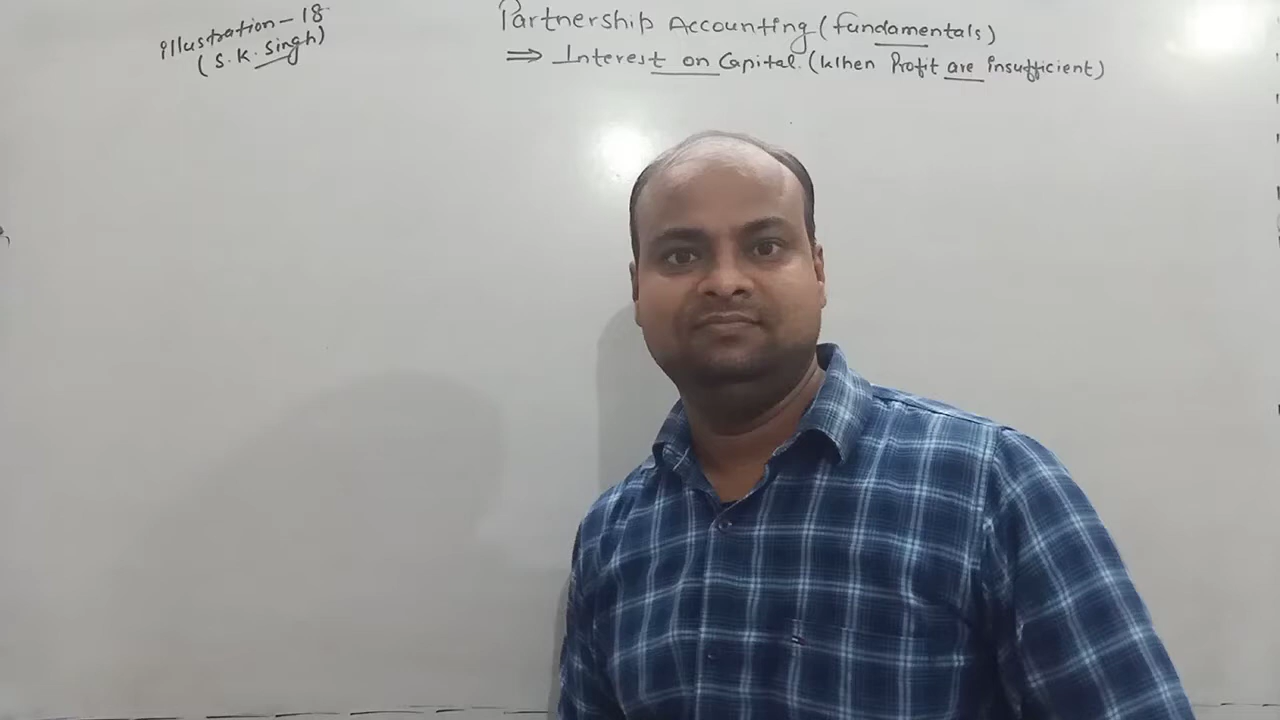 illustration - 18
(S.K. Singh)
Partnership Accounting (fundamentals)
⇒ Interest on Capital. (When Profit are insufficient)